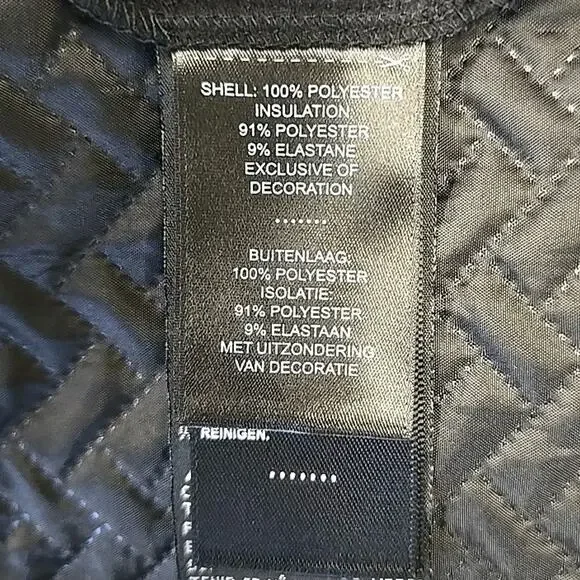 SHELL: 100% POLYESTER
INSULATION:
91% POLYESTER
9% ELASTANE
EXCLUSIVE OF
DECORATION
.......
BUITENLAAG:
100% POLYESTER
ISOLATIE:
91% POLYESTER
9% ELASTAAN
MET UITZONDERING
VAN DECORATIE
REINIGEN.
.......